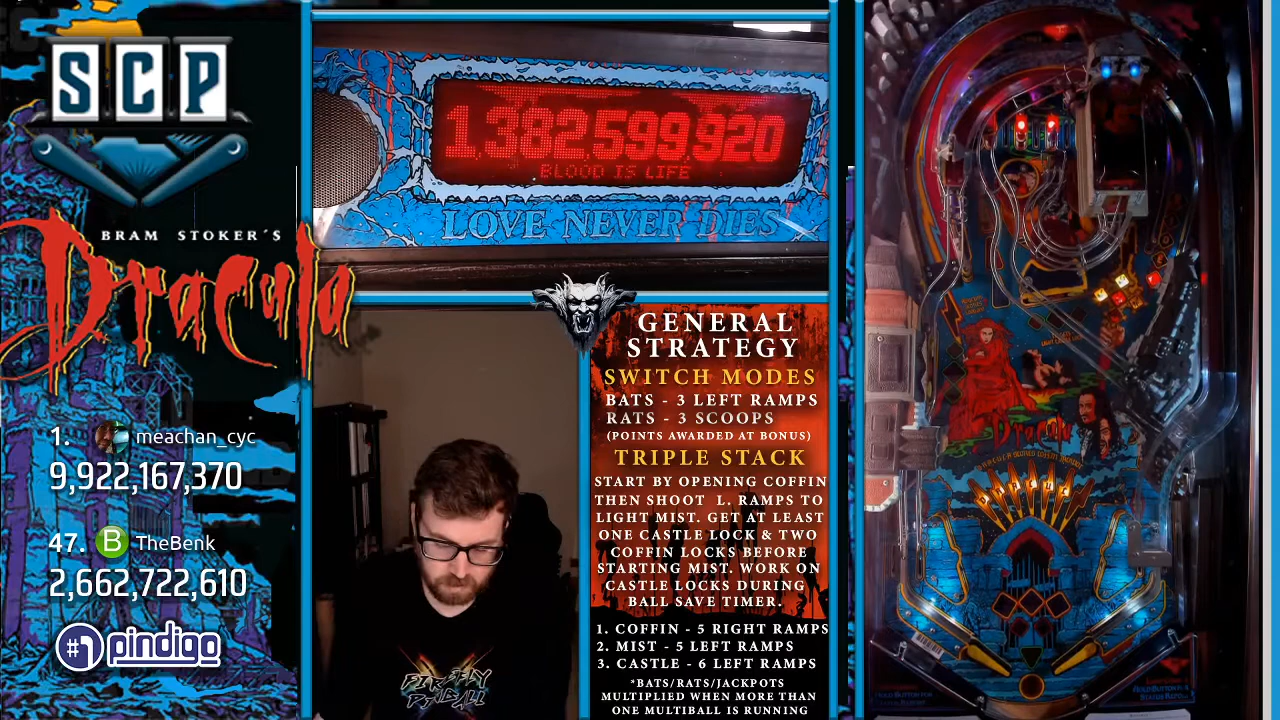 SCP
BRAM STOKER'S
Dracula
1. meachan_cyc
9,922,167,370
47. B TheBenk
2,662,722,610
#1 pindigo
1,382,599,920
BLOOD IS LIFE
LOVE NEVER DIES
GENERAL
STRATEGY
SWITCH MODES
BATS - 3 LEFT RAMPS
RATS - 3 SCOOPS
(POINTS AWARDED AT BONUS)
TRIPLE STACK
START BY OPENING COFFIN
THEN SHOOT L. RAMPS TO
LIGHT MIST. GET AT LEAST
ONE CASTLE LOCK & TWO
COFFIN LOCKS BEFORE
STARTING MIST. WORK ON
CASTLE LOCKS DURING
BALL SAVE TIMER.
1. COFFIN - 5 RIGHT RAMPS
2. MIST - 5 LEFT RAMPS
3. CASTLE - 6 LEFT RAMPS
*BATS/RATS/JACKPOTS
MULTIPLIED WHEN MORE THAN
ONE MULTIBALL IS RUNNING
FIREFLY
PINBALL
Dracula